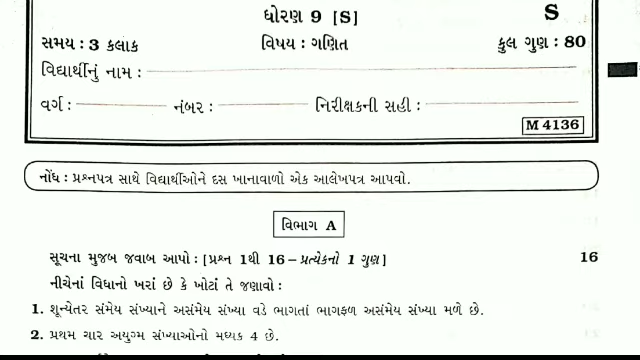 ધોરણ 9 [S]
S
સમય : 3 કલાક
વિષય : ગણિત
કુલ ગુણ : 80
વિદ્યાર્થીનું નામ :
વર્ગ :
નંબર :
નિરીક્ષકની સહી :
M 4136
નોંધ : પ્રશ્નપત્ર સાથે વિદ્યાર્થીઓને દસ ખાનાવાળો એક આલેખપત્ર આપવો.
વિભાગ A
સૂચના મુજબ જવાબ આપો : [પ્રશ્ન 1થી 16 – પ્રત્યેકનો 1 ગુણ]
16
નીચેનાં વિધાનો ખરાં છે કે ખોટાં તે જણાવો :
1. શૂન્યેતર સંમેય સંખ્યાને અસંમેય સંખ્યા વડે ભાગતાં ભાગફળ અસંમેય સંખ્યા મળે છે.
2. પ્રથમ ચાર અયુગ્મ સંખ્યાઓનો મધ્યક 4 છે.